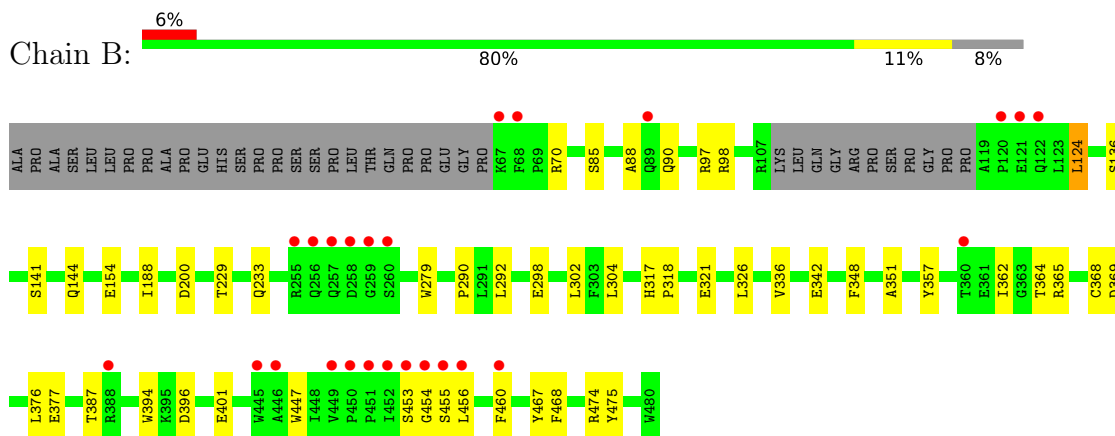 6%
Chain B:
80% 11% 8%
ALA PRO ALA SER LEU LEU PRO PRO ALA PRO GLU HIS SER PRO PRO SER SER PRO LEU THR GLN PRO PRO GLU GLY PRO K67 F68 P69 R70 S85 A88 Q89 Q90 R97 R98 R107 LYS LEU GLN GLY ARG PRO SER PRO GLY PRO PRO A119 P120 E121 Q122 L123 L124 S136
S141 Q144 E154 I188 D200 T229 Q233 R255 Q256 Q257 D258 G259 S260 W279 P290 L291 L292 E298 L302 F303 L304 H317 P318 E321 L326 V336 E342 F348 A351 Y357 T360 E361 I362 G363 T364 R365 C368 D369
L376 E377 T387 R388 W394 K395 D396 E401 W445 A446 W447 I448 V449 P450 P451 I452 S453 G454 S455 L456 F460 Y467 F468 R474 Y475 W480